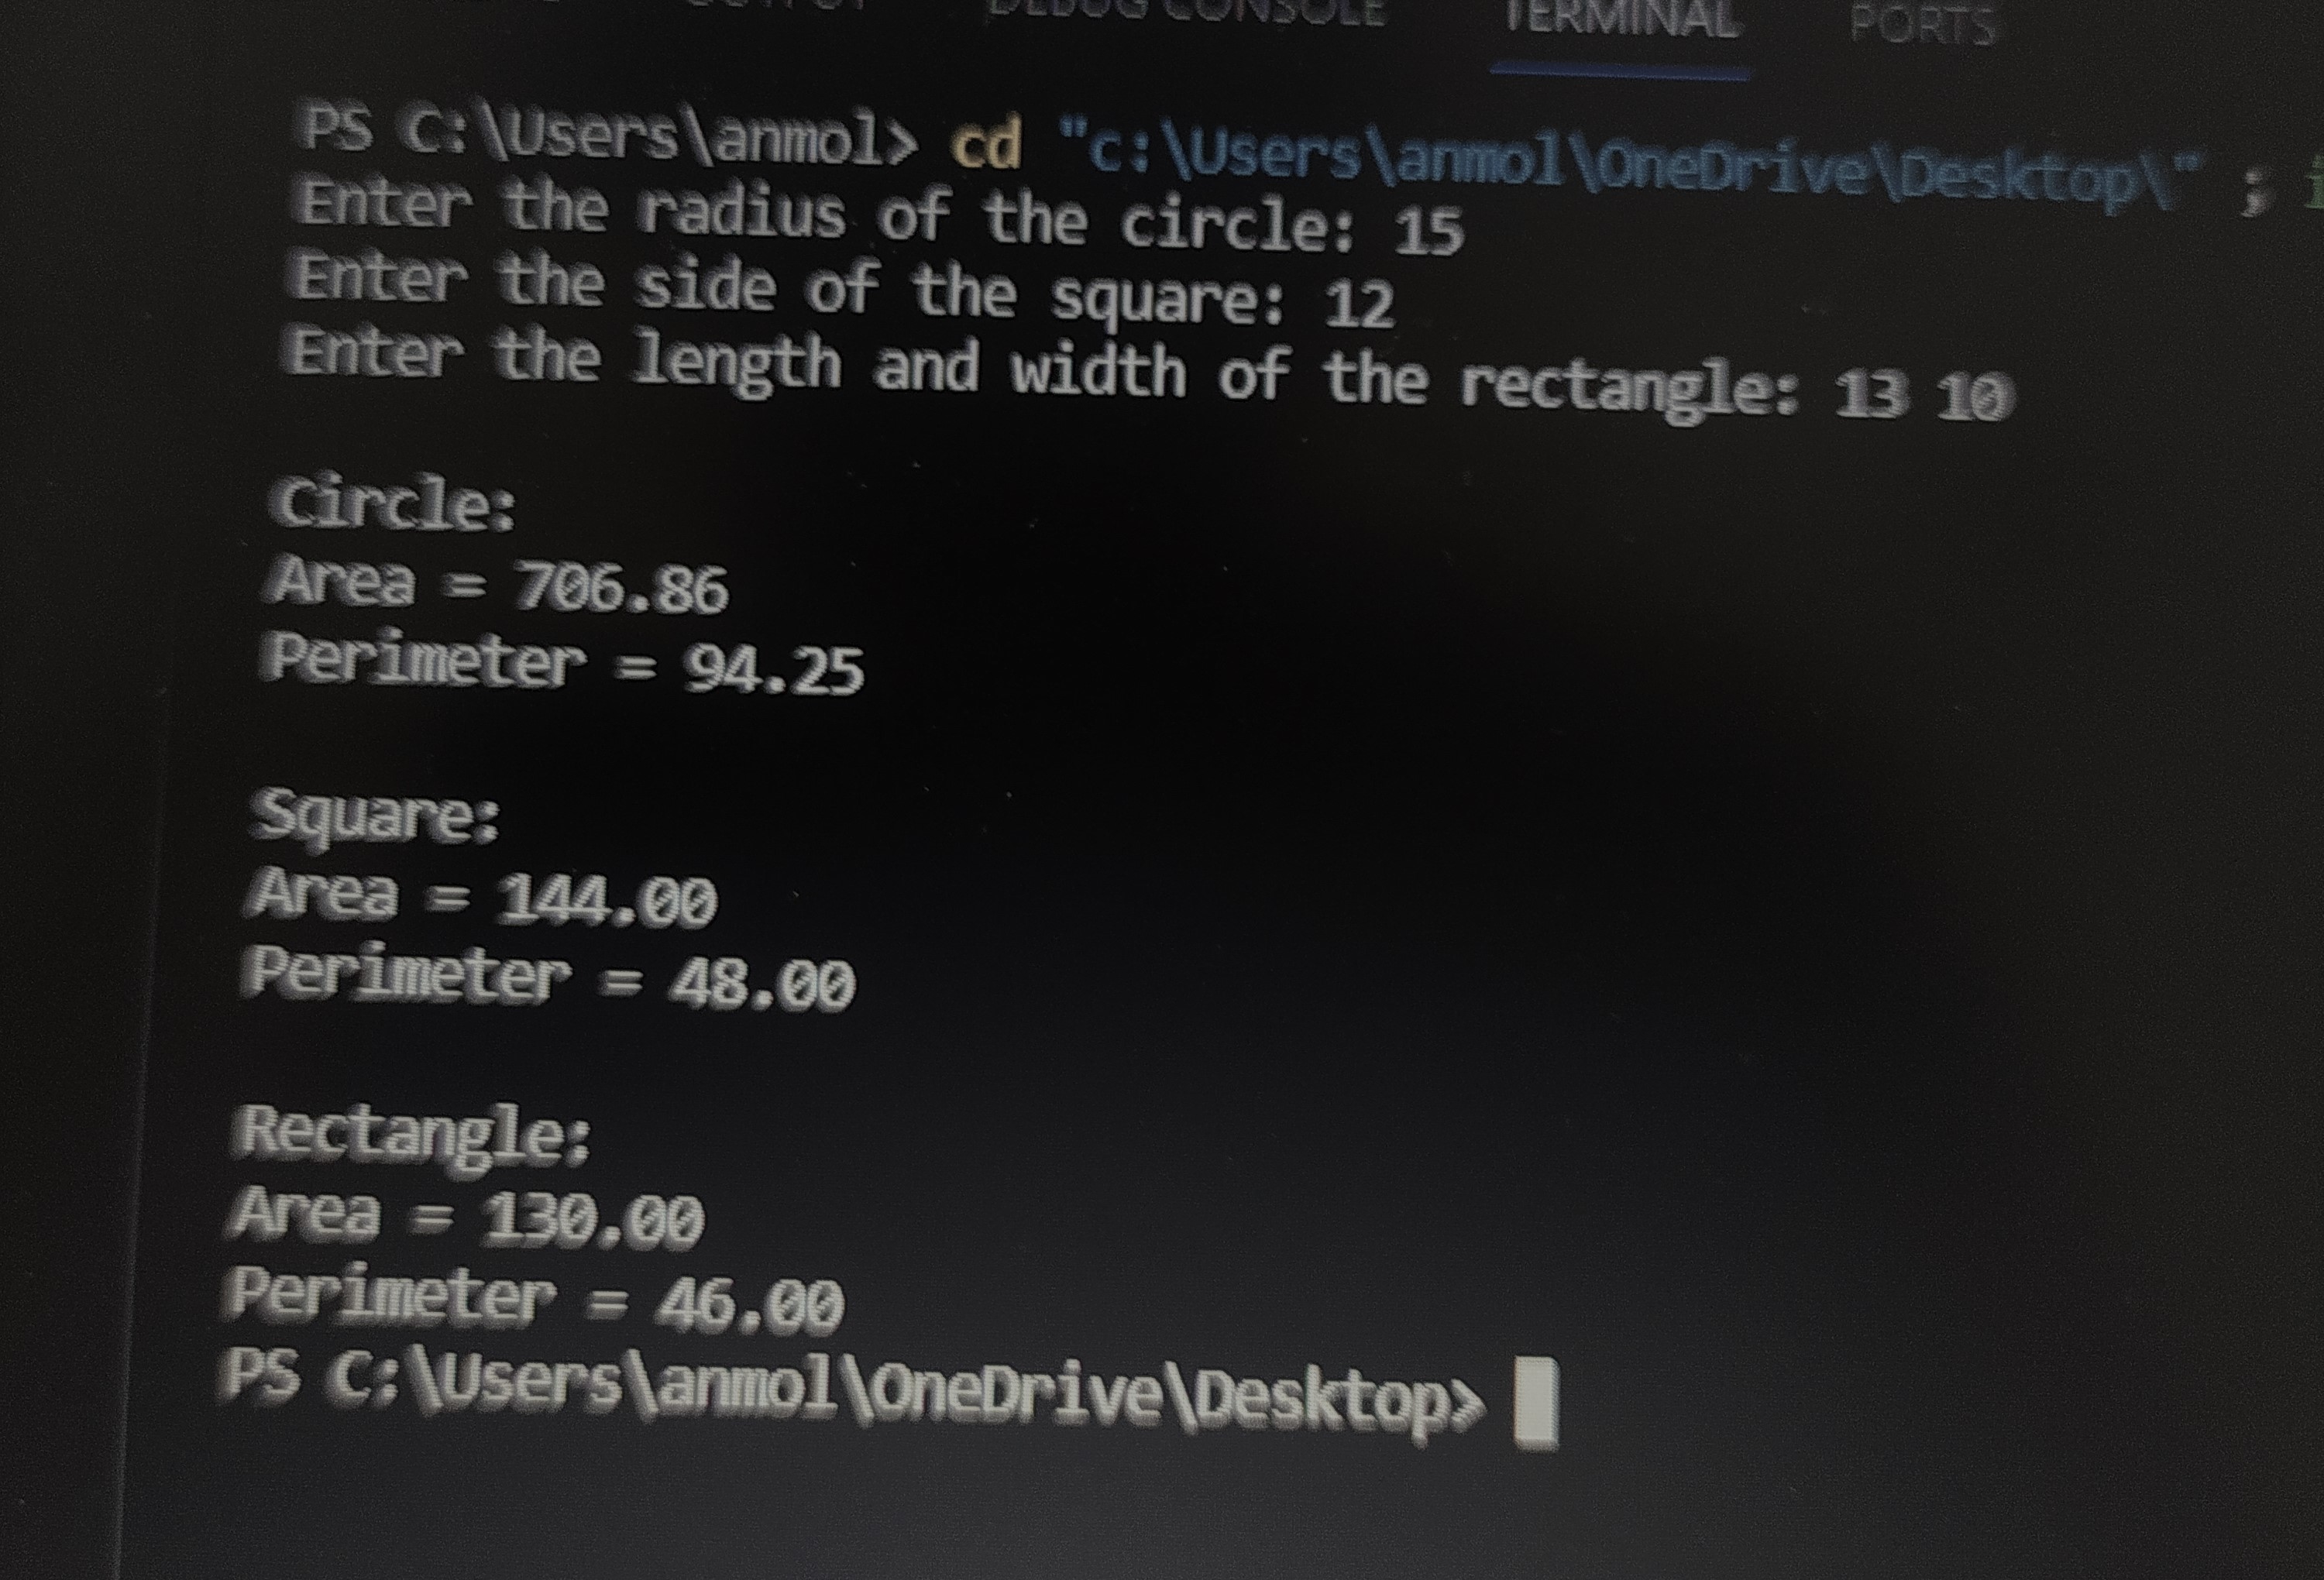 OUTPUT DEBUG CONSOLE TERMINAL PORTS
PS C:\Users\anmol> cd "c:\Users\anmol\OneDrive\Desktop\" ;
Enter the radius of the circle: 15
Enter the side of the square: 12
Enter the length and width of the rectangle: 13 10
Circle:
Area = 706.86
Perimeter = 94.25
Square:
Area = 144.00
Perimeter = 48.00
Rectangle:
Area = 130.00
Perimeter = 46.00
PS C:\Users\anmol\OneDrive\Desktop>